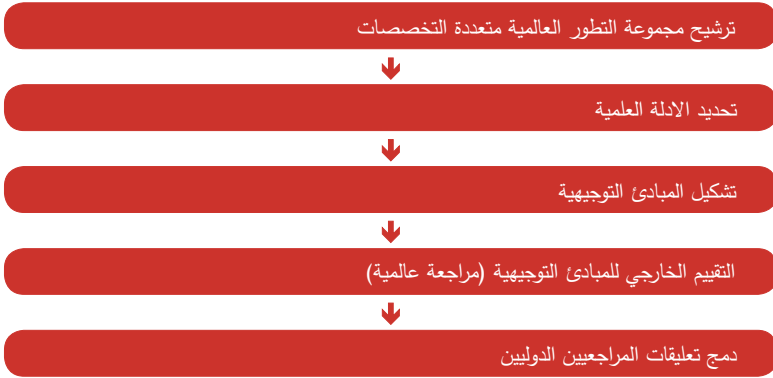 ترشيح مجموعة التطور العالمية متعددة التخصصات
تحديد الادلة العلمية
تشكيل المبادئ التوجيهية
التقييم الخارجي للمبادئ التوجيهية (مراجعة عالمية)
دمج تعليقات المراجعيين الدوليين